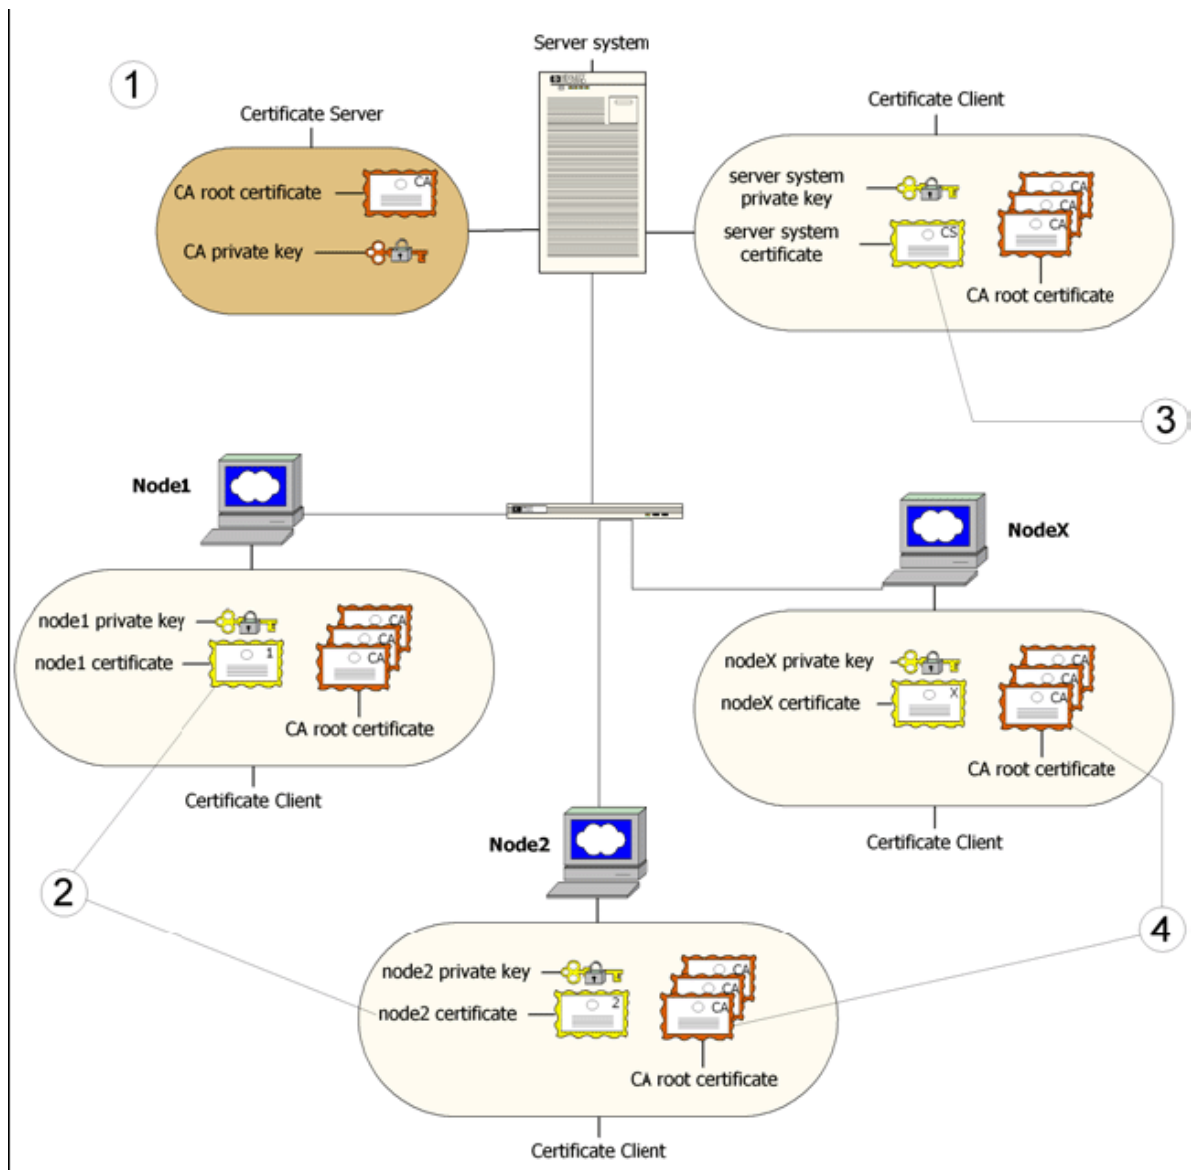 Server system
1
Certificate Server
CA root certificate
CA
CA private key
Certificate Client
server system
private key
server system
certificate
CS
CA
CA
CA
CA root certificate
3
Node1
NodeX
node1 private key
node1 certificate
1
CA
CA
CA
CA root certificate
Certificate Client
nodeX private key
nodeX certificate
X
CA
CA
CA
CA root certificate
Certificate Client
2
Node2
4
node2 private key
node2 certificate
2
CA
CA
CA
CA root certificate
Certificate Client